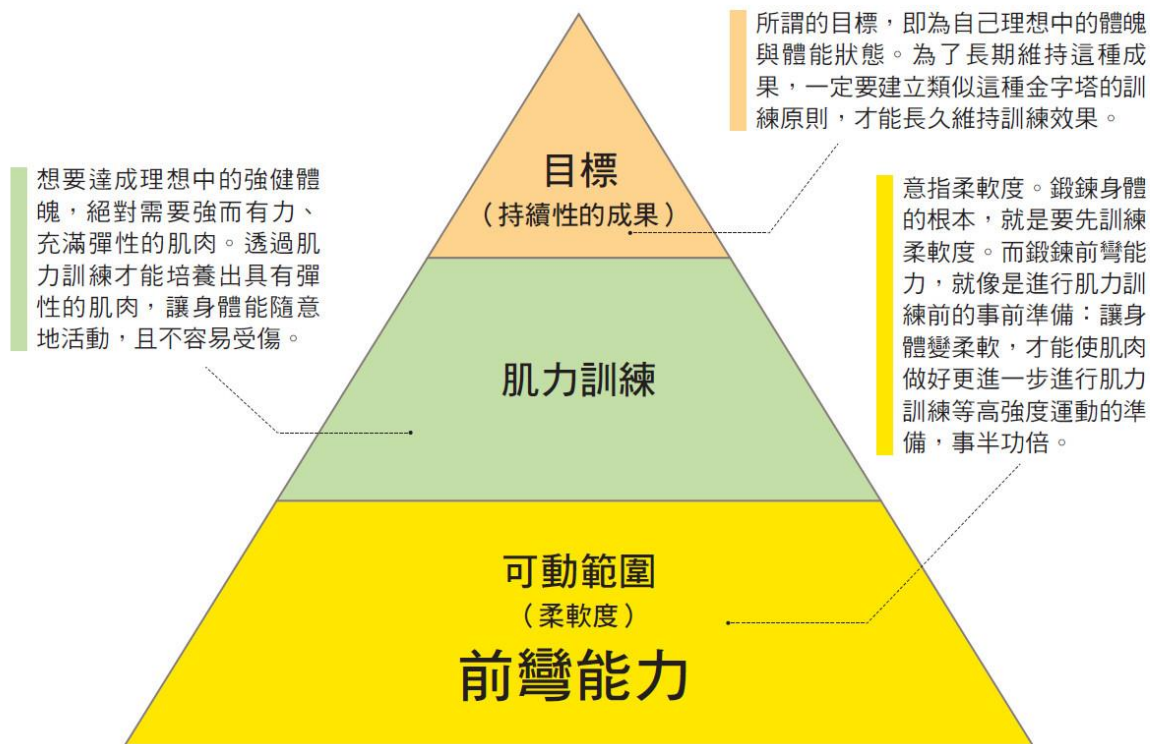 所謂的目標，即為自己理想中的體魄
與體能狀態。為了長期維持這種成
果，一定要建立類似這種金字塔的訓
練原則，才能長久維持訓練效果。
目標
（持續性的成果）
想要達成理想中的強健體
魄，絕對需要強而有力、
充滿彈性的肌肉。透過肌
力訓練才能培養出具有彈
性的肌肉，讓身體能隨意
地活動，且不容易受傷。
意指柔軟度。鍛鍊身體
的根本，就是要先訓練
柔軟度。而鍛鍊前彎能
力，就像是進行肌力訓
練前的事前準備：讓身
體變柔軟，才能使肌肉
做好更進一步進行肌力
訓練等高強度運動的準
備，事半功倍。
肌力訓練
可動範圍
（柔軟度）
前彎能力